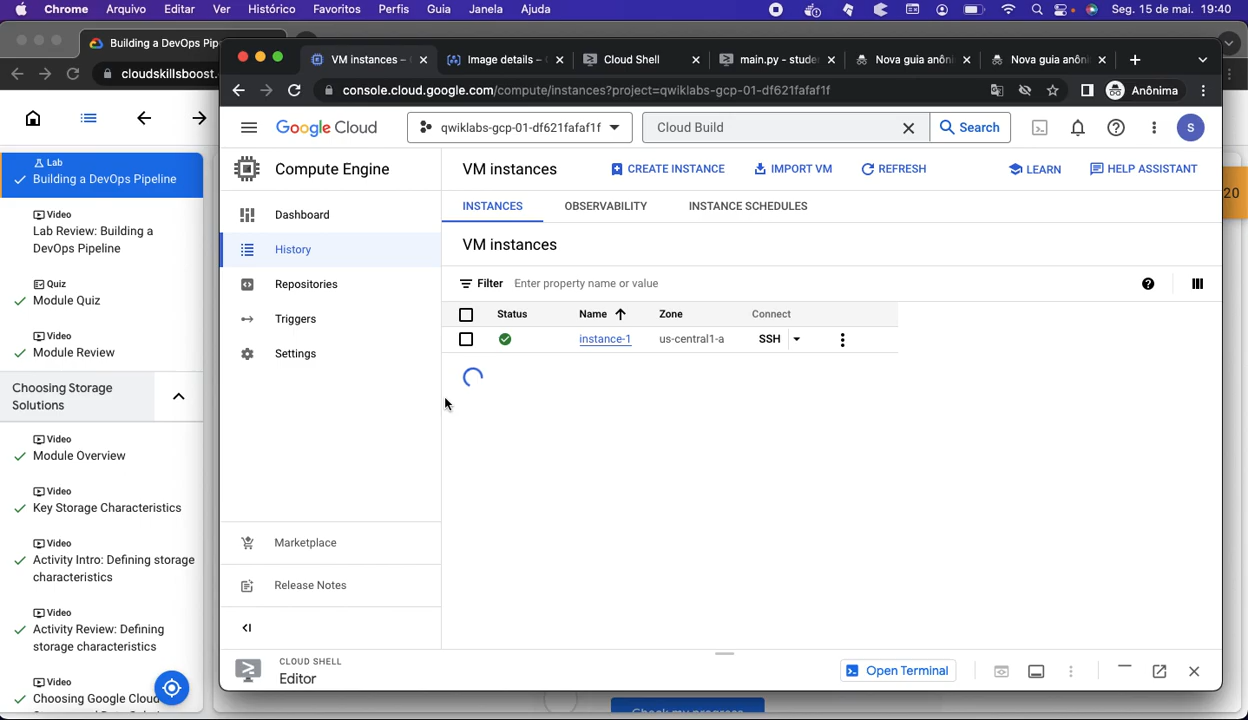 Chrome Arquivo Editar Ver Histórico Favoritos Perfis Guia Janela Ajuda Seg. 15 de mai. 19:40
Building a DevOps Pip
cloudskillsboost.
VM instances – Image details – Cloud Shell main.py - stude Nova guia anôni Nova guia anôni
console.cloud.google.com/compute/instances?project=qwiklabs-gcp-01-df621fafaf1f Anônima
Google Cloud qwiklabs-gcp-01-df621fafaf1f Cloud Build Search S
Compute Engine
VM instances CREATE INSTANCE IMPORT VM REFRESH LEARN HELP ASSISTANT
INSTANCES OBSERVABILITY INSTANCE SCHEDULES
VM instances
Filter Enter property name or value
Status Name Zone Connect
instance-1 us-central1-a SSH
Dashboard
History
Repositories
Triggers
Settings
Marketplace
Release Notes
CLOUD SHELL
Editor
Open Terminal
Lab
Building a DevOps Pipeline
Video
Lab Review: Building a
DevOps Pipeline
Quiz
Module Quiz
Video
Module Review
Choosing Storage
Solutions
Video
Module Overview
Video
Key Storage Characteristics
Video
Activity Intro: Defining storage
characteristics
Video
Activity Review: Defining
storage characteristics
Video
Choosing Google Cloud
20
Check my progress